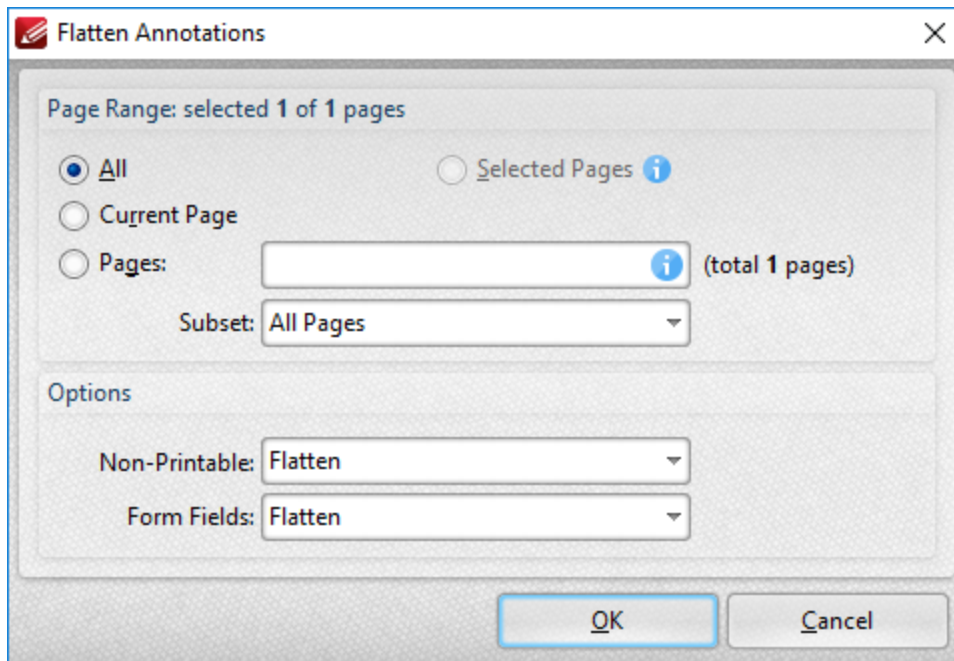 Flatten Annotations
Page Range: selected 1 of 1 pages
All Selected Pages
Current Page
Pages: (total 1 pages)
Subset: All Pages
Options
Non-Printable: Flatten
Form Fields: Flatten
OK Cancel